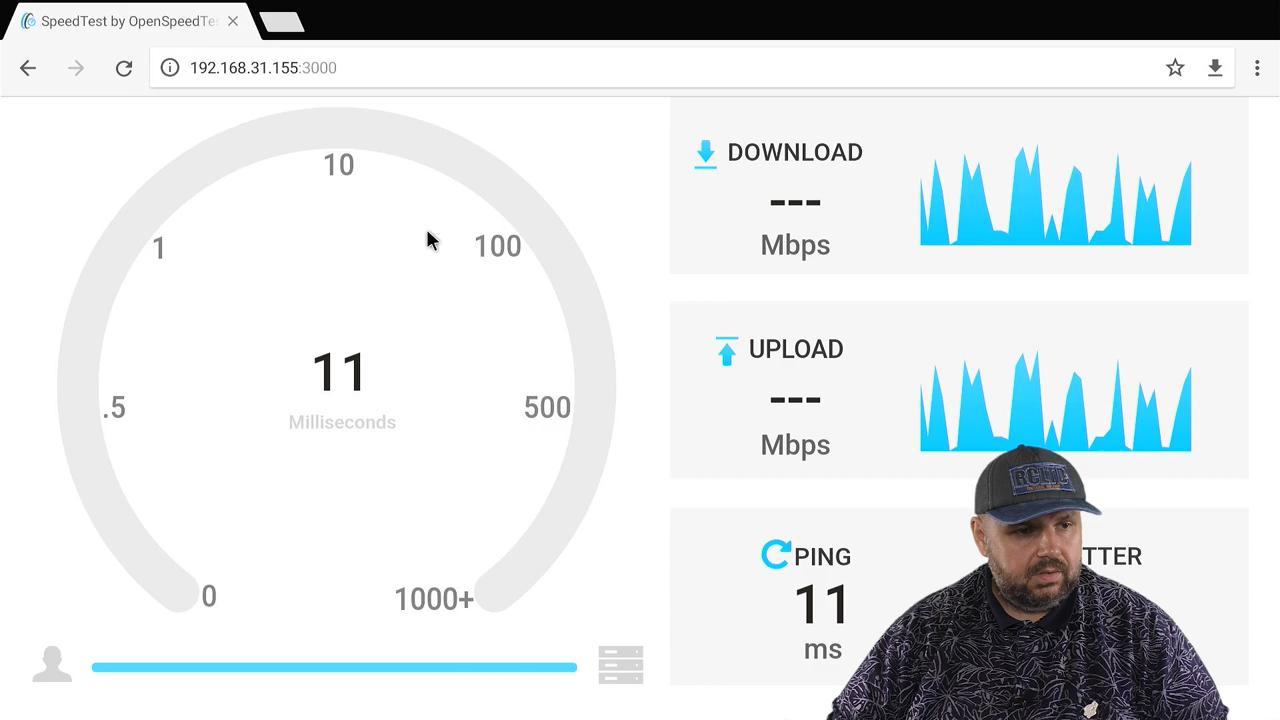 SpeedTest by OpenSpeedTe
192.168.31.155:3000
10
1
100
11
Milliseconds
.5
500
0
1000+
DOWNLOAD
---
Mbps
UPLOAD
---
Mbps
PING
TTER
11
ms